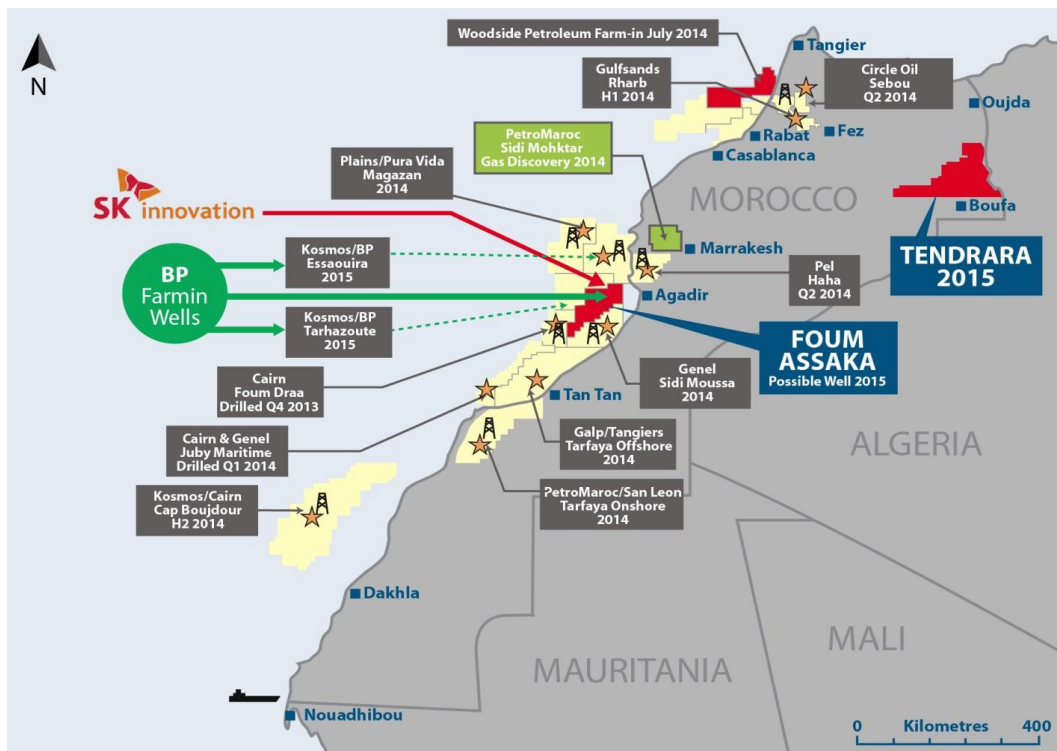 N
Woodside Petroleum Farm-in July 2014
Tangier
Gulfsands
Rharb
H1 2014
Circle Oil
Sebou
Q2 2014
Oujda
PetroMaroc
Sidi Mohktar
Gas Discovery 2014
Rabat
Fez
Casablanca
Plains/Pura Vida
Magazan
2014
MOROCCO
SK innovation
Boufa
Marrakesh
TENDRARA
2015
Kosmos/BP
Essaouira
2015
BP
Farmin
Wells
Pel
Haha
Q2 2014
Agadir
Kosmos/BP
Tarhazoute
2015
FOUM
ASSAKA
Possible Well 2015
Cairn
Foum Draa
Drilled Q4 2013
Genel
Sidi Moussa
2014
Tan Tan
Cairn & Genel
Juby Maritime
Drilled Q1 2014
Galp/Tangiers
Tarfaya Offshore
2014
ALGERIA
Kosmos/Cairn
Cap Boujdour
H2 2014
PetroMaroc/San Leon
Tarfaya Onshore
2014
Dakhla
MALI
MAURITANIA
Nouadhibou
0 Kilometres 400